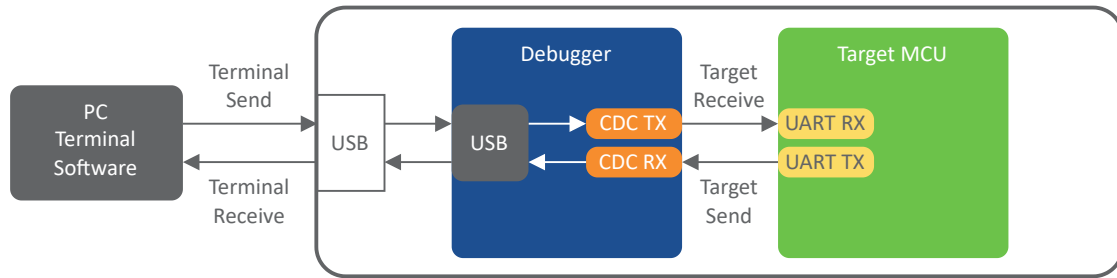 PC
Terminal
Software
Terminal
Send
Terminal
Receive
USB
Debugger
USB
CDC TX
CDC RX
Target
Receive
Target
Send
Target MCU
UART RX
UART TX